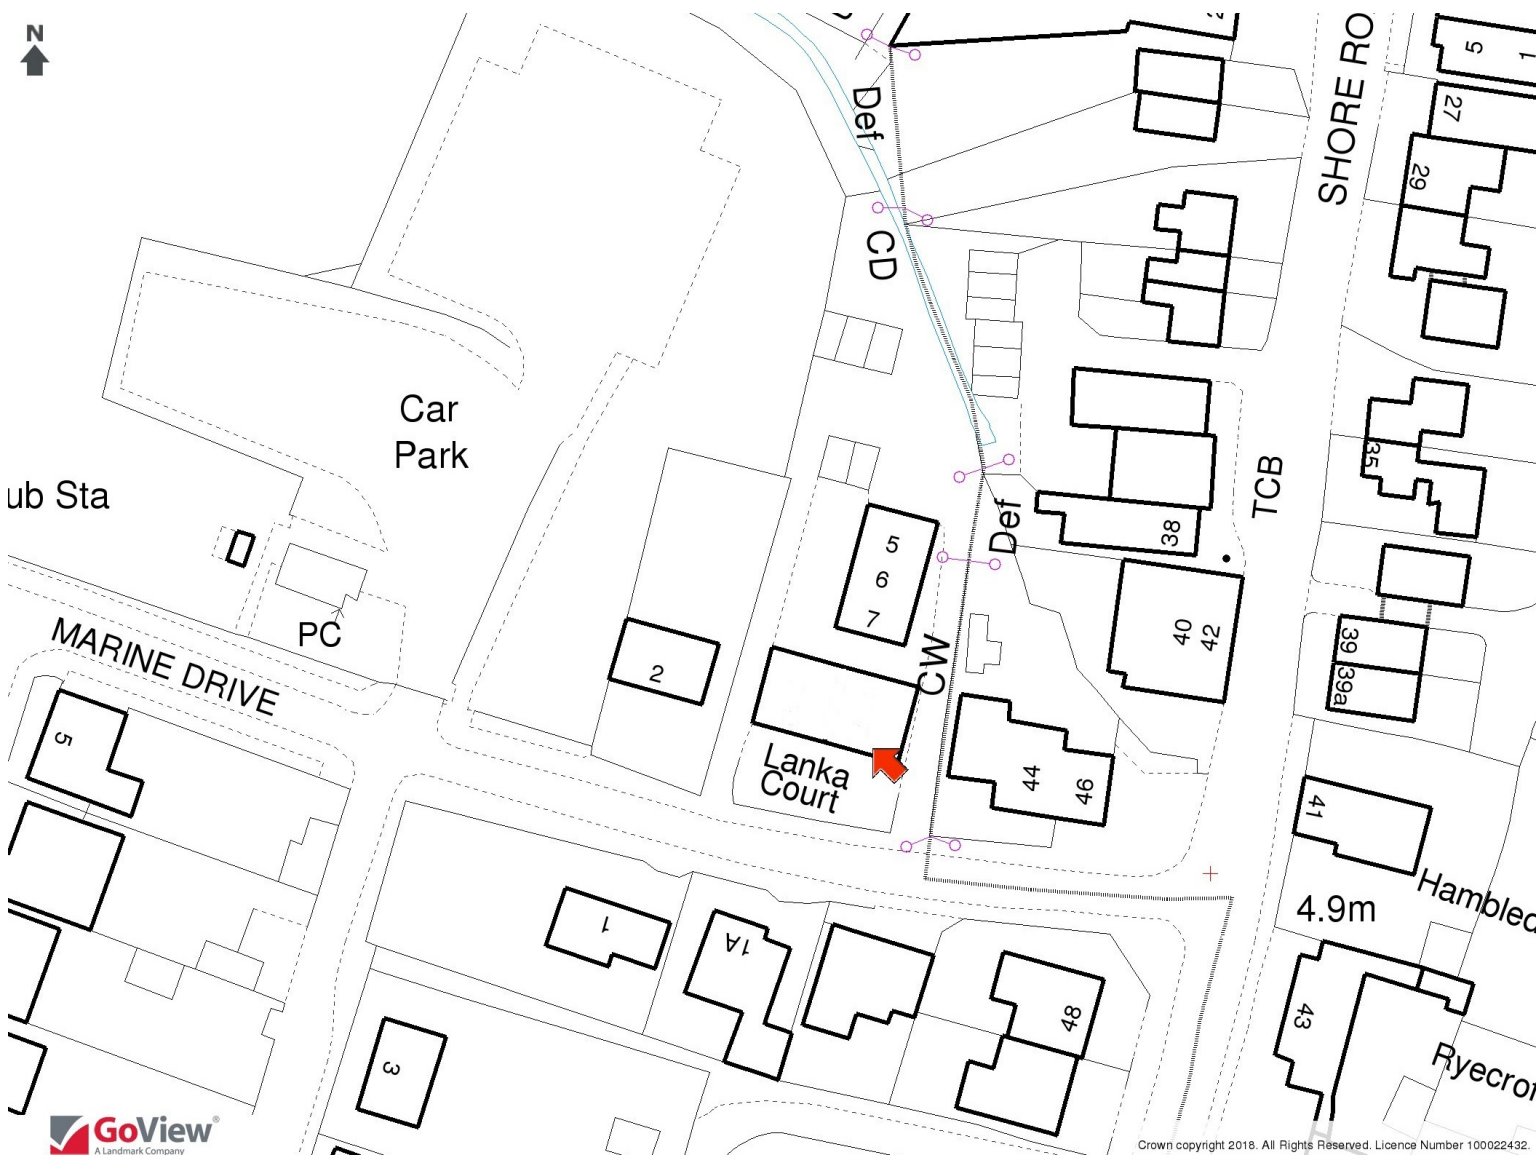 N
Def
CD
SHORE RO
5
1
27
29
Car
Park
ub Sta
35
TCB
38
Def
5
6
7
40
42
PC
MARINE DRIVE
2
CW
39
39a
5
Lanka
Court
44
46
41
Hambled
4.9m
1
1A
48
43
3
Ryecrof
GoView®
A Landmark Company
Crown copyright 2018. All Rights Reserved. Licence Number 100022432.